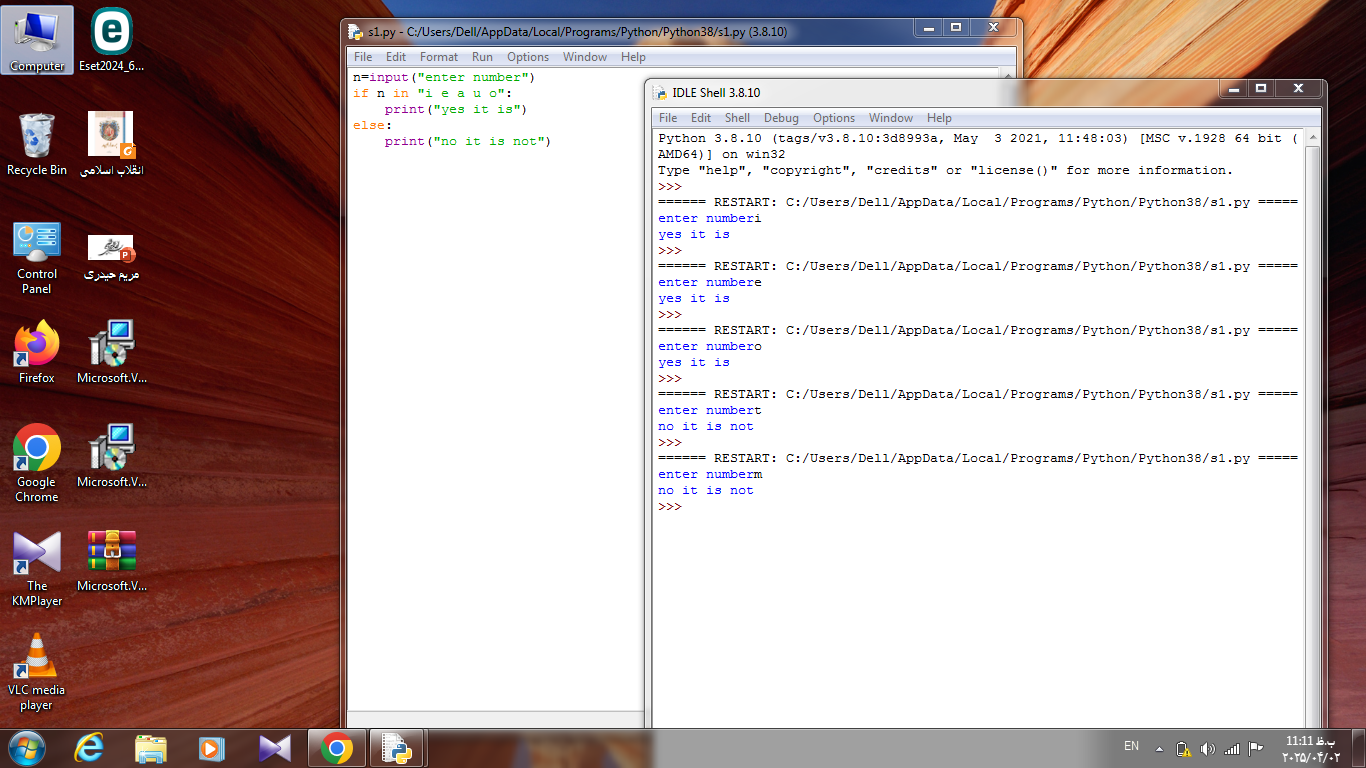 Computer
Eset2024_6...
Recycle Bin
انقلاب اسلامی
Control
Panel
مریم حیدری
Firefox
Microsoft.V...
Google
Chrome
Microsoft.V...
The
KMPlayer
Microsoft.V...
VLC media
player
s1.py - C:/Users/Dell/AppData/Local/Programs/Python/Python38/s1.py (3.8.10)
File Edit Format Run Options Window Help
n=input("enter number")
if n in "i e a u o":
    print("yes it is")
else:
    print("no it is not")
IDLE Shell 3.8.10
File Edit Shell Debug Options Window Help
Python 3.8.10 (tags/v3.8.10:3d8993a, May  3 2021, 11:48:03) [MSC v.1928 64 bit (
AMD64)] on win32
Type "help", "copyright", "credits" or "license()" for more information.
>>>
====== RESTART: C:/Users/Dell/AppData/Local/Programs/Python/Python38/s1.py =====
enter numberi
yes it is
>>>
====== RESTART: C:/Users/Dell/AppData/Local/Programs/Python/Python38/s1.py =====
enter numbere
yes it is
>>>
====== RESTART: C:/Users/Dell/AppData/Local/Programs/Python/Python38/s1.py =====
enter numbero
yes it is
>>>
====== RESTART: C:/Users/Dell/AppData/Local/Programs/Python/Python38/s1.py =====
enter numbert
no it is not
>>>
====== RESTART: C:/Users/Dell/AppData/Local/Programs/Python/Python38/s1.py =====
enter numberm
no it is not
>>>
EN
11:11 ب.ظ
۲۰۲۵/۰۴/۰۲